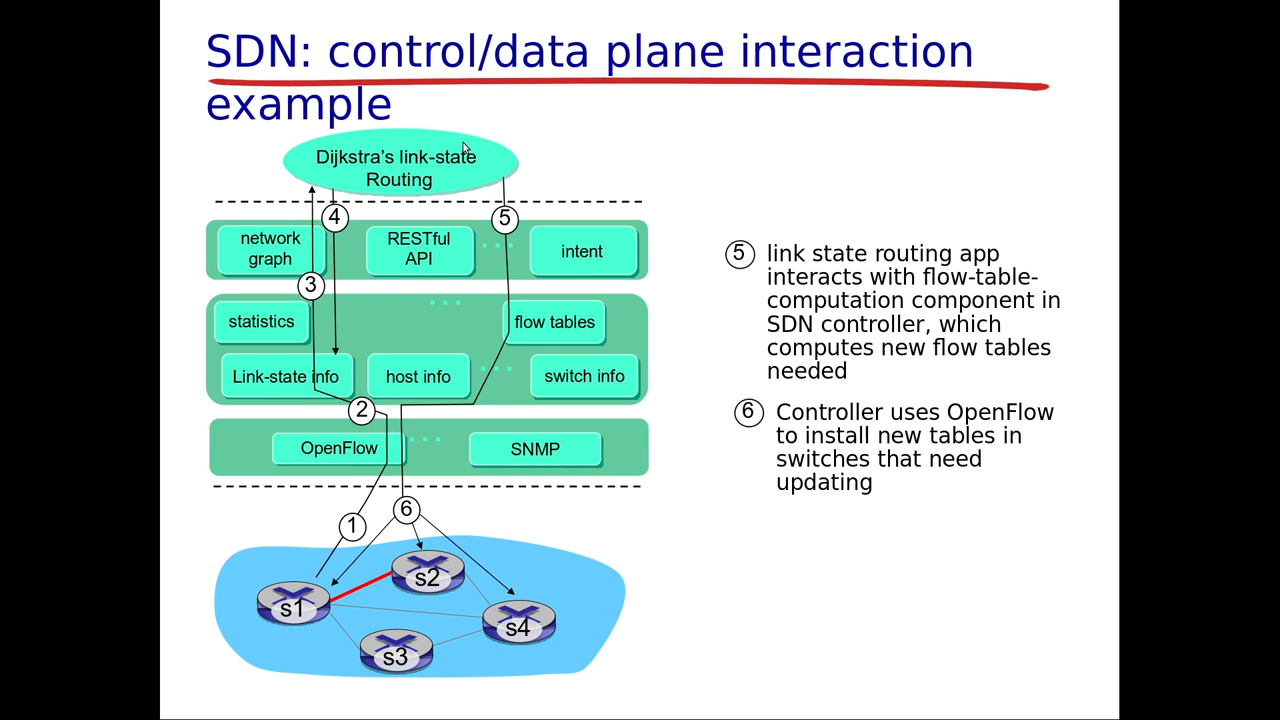 SDN: control/data plane interaction
example
Dijkstra’s link-state
Routing
4
5
network
graph
RESTful
API
intent
3
statistics
flow tables
Link-state info
host info
switch info
2
OpenFlow
SNMP
1
6
s2
s1
s4
s3
5 link state routing app
interacts with flow-table-
computation component in
SDN controller, which
computes new flow tables
needed
6 Controller uses OpenFlow
to install new tables in
switches that need
updating